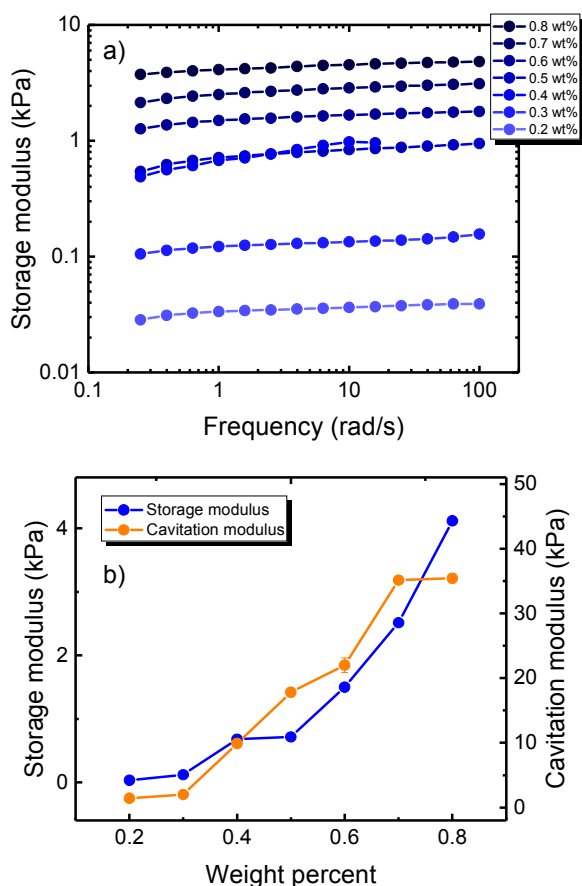 a)
0.8 wt%
0.7 wt%
0.6 wt%
0.5 wt%
0.4 wt%
0.3 wt%
0.2 wt%
Storage modulus (kPa)
10
1
0.1
0.01
0.1
1
10
100
Frequency (rad/s)
b)
Storage modulus
Cavitation modulus
Storage modulus (kPa)
4
2
0
Cavitation modulus (kPa)
50
40
30
20
10
0
0.2
0.4
0.6
0.8
Weight percent